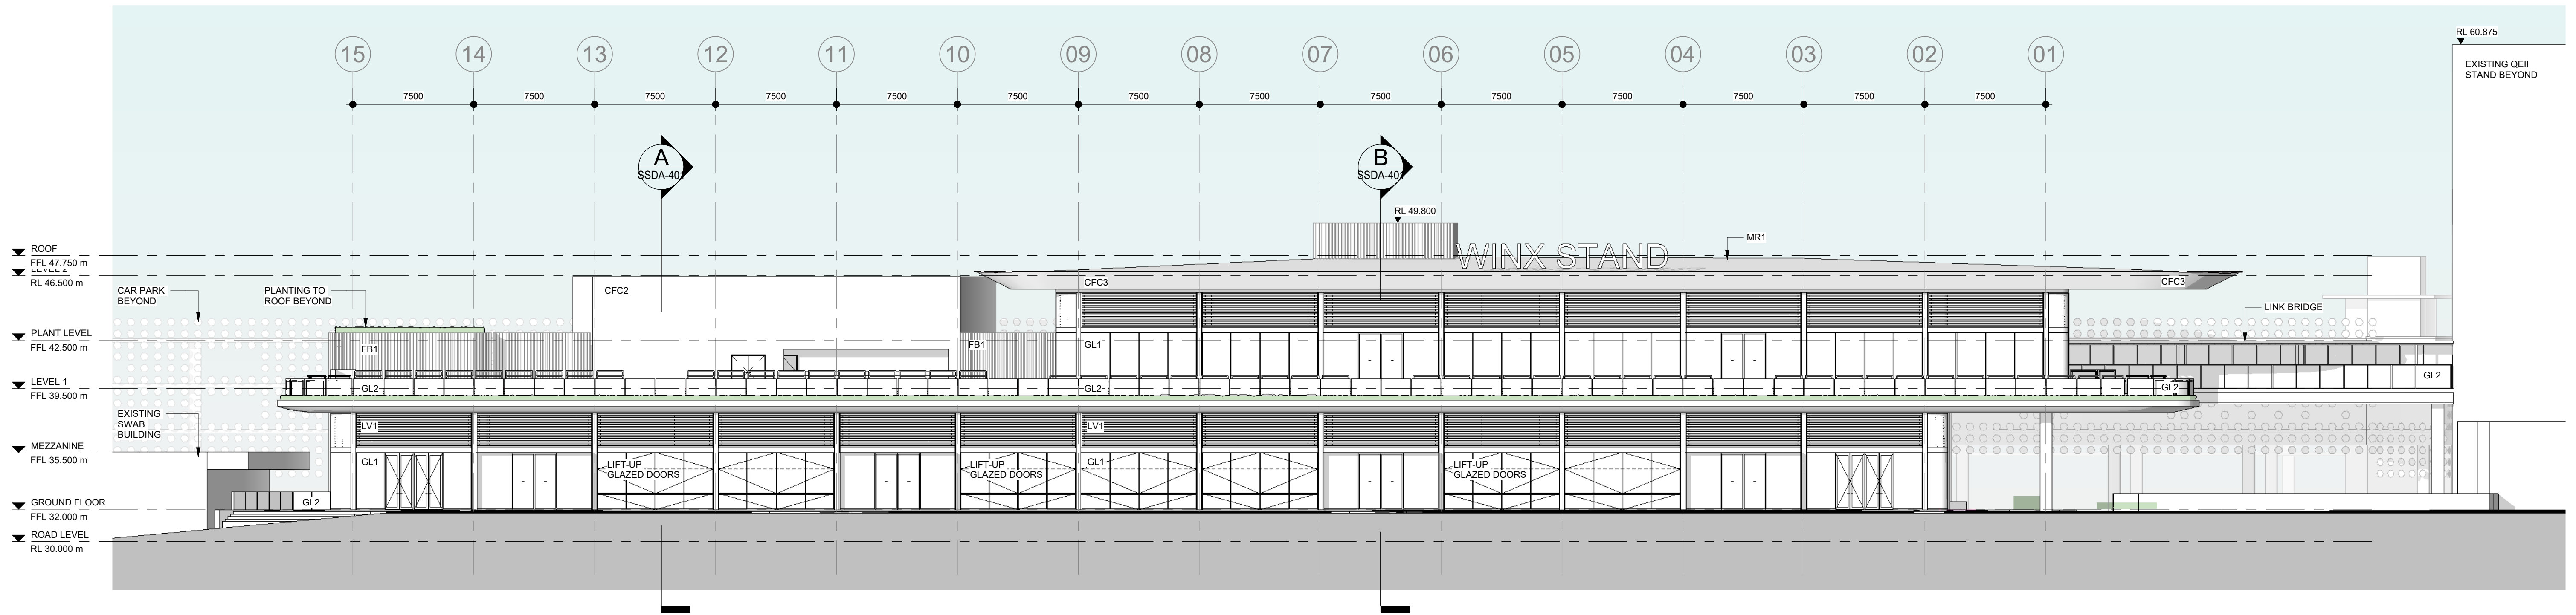 RL 60.875
EXISTING QEII
STAND BEYOND
15 14 13 12 11 10 09 08 07 06 05 04 03 02 01
7500 7500 7500 7500 7500 7500 7500 7500 7500 7500 7500 7500 7500 7500
A
SSDA-401
B
SSDA-401
RL 49.800
WINX STAND
MR1
ROOF
FFL 47.750 m
LEVEL 2
RL 46.500 m
CAR PARK
BEYOND
PLANTING TO
ROOF BEYOND
CFC2
CFC3
CFC3
LINK BRIDGE
PLANT LEVEL
FFL 42.500 m
FB1
FB1
GL1
LEVEL 1
FFL 39.500 m
GL2
GL2
GL2
GL2
EXISTING
SWAB
BUILDING
LV1
LV1
MEZZANINE
FFL 35.500 m
GL1
LIFT-UP
GLAZED DOORS
LIFT-UP
GLAZED DOORS
GL1
LIFT-UP
GLAZED DOORS
GROUND FLOOR
FFL 32.000 m
GL2
ROAD LEVEL
RL 30.000 m